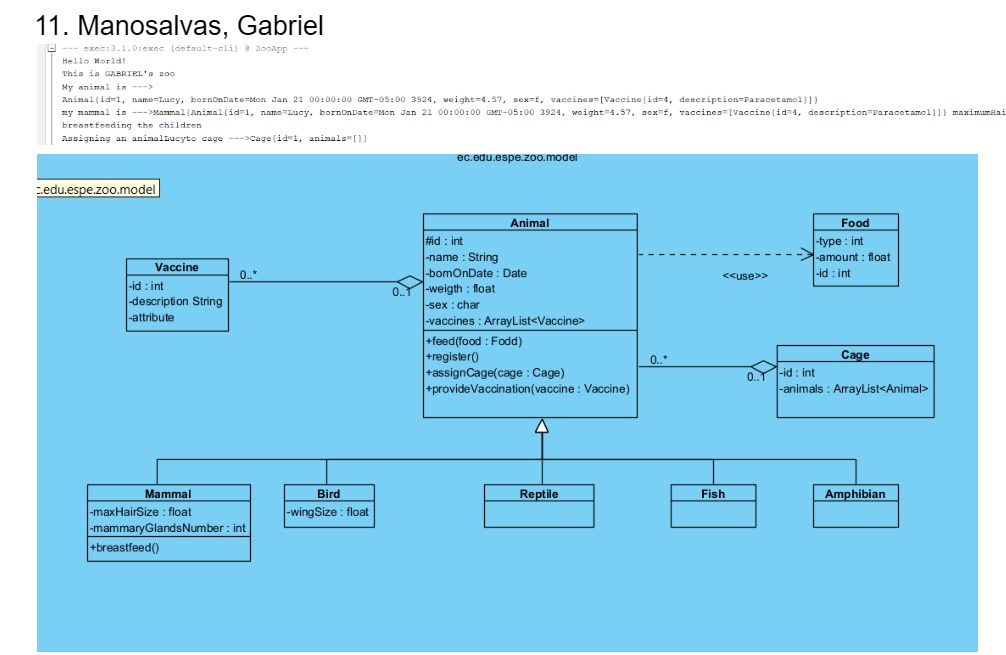 11. Manosalvas, Gabriel
--- exec:3.1.0:exec (default-cli) @ ZooApp ---
Hello World!
This is GABRIEL's zoo
My animal is --->
Animal{id=1, name=Lucy, bornOnDate=Mon Jan 21 00:00:00 GMT-05:00 3924, weight=4.57, sex=f, vaccines=[Vaccine{id=4, description=Paracetamol}]}
my mammal is --->Mammal{Animal{id=1, name=Lucy, bornOnDate=Mon Jan 21 00:00:00 GMT-05:00 3924, weight=4.57, sex=f, vaccines=[Vaccine{id=4, description=Paracetamol}]} maximumHai
breastfeeding the children
Assigning an animalLucyto cage --->Cage{id=1, animals=[]}
ec.edu.espe.zoo.model
c.edu.espe.zoo.model
Animal
#id : int
-name : String
-bornOnDate : Date
-weigth : float
-sex : char
-vaccines : ArrayList<Vaccine>
+feed(food : Fodd)
+register()
+assignCage(cage : Cage)
+provideVaccination(vaccine : Vaccine)
Food
-type : int
-amount : float
-id : int
<<use>>
Vaccine
-id : int
-description String
-attribute
0..*
0..1
0..*
0..1
Cage
-id : int
-animals : ArrayList<Animal>
Mammal
-maxHairSize : float
-mammaryGlandsNumber : int
+breastfeed()
Bird
-wingSize : float
Reptile
Fish
Amphibian